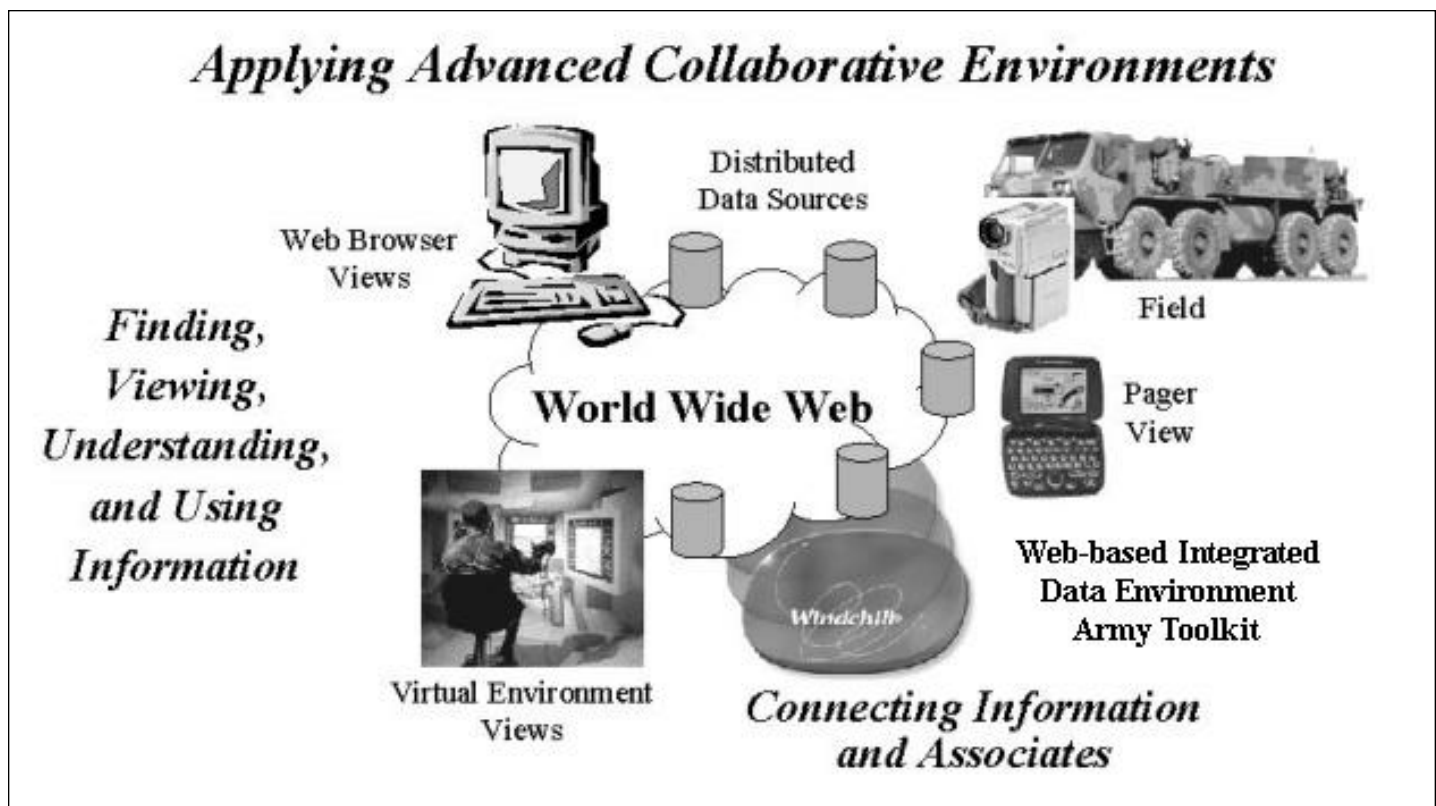 Applying Advanced Collaborative Environments
Distributed
Data Sources
Web Browser
Views
Field
Finding,
Viewing,
Understanding,
and Using
Information
World Wide Web
Pager
View
Windchill
Web-based Integrated
Data Environment
Army Toolkit
Virtual Environment
Views
Connecting Information
and Associates